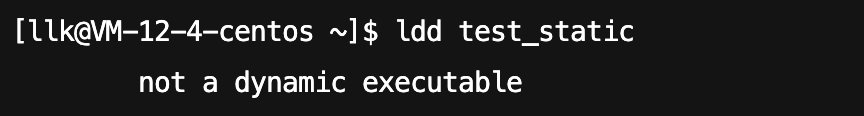 [llk@VM-12-4-centos ~]$ ldd test_static
not a dynamic executable